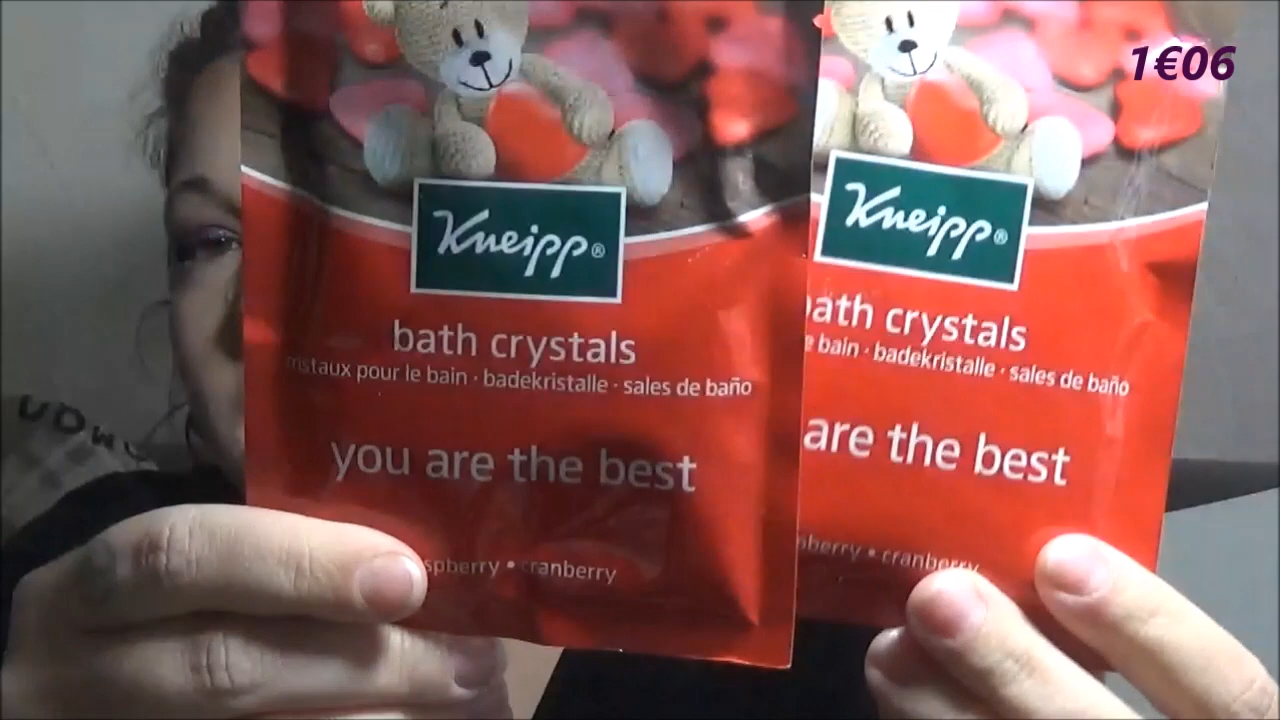 1€06
Kneipp®
bath crystals
cristaux pour le bain · badekristalle · sales de baño
you are the best
raspberry • cranberry
Kneipp®
bath crystals
bain · badekristalle · sales de baño
are the best
cranberry